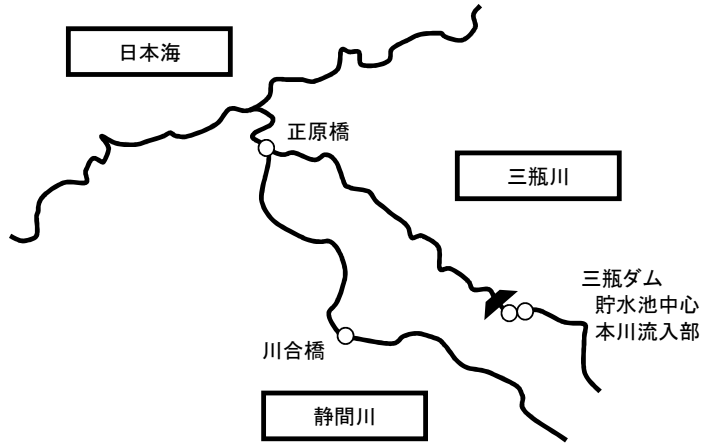 日本海
正原橋
三瓶川
三瓶ダム
貯水池中心
本川流入部
川合橋
静間川